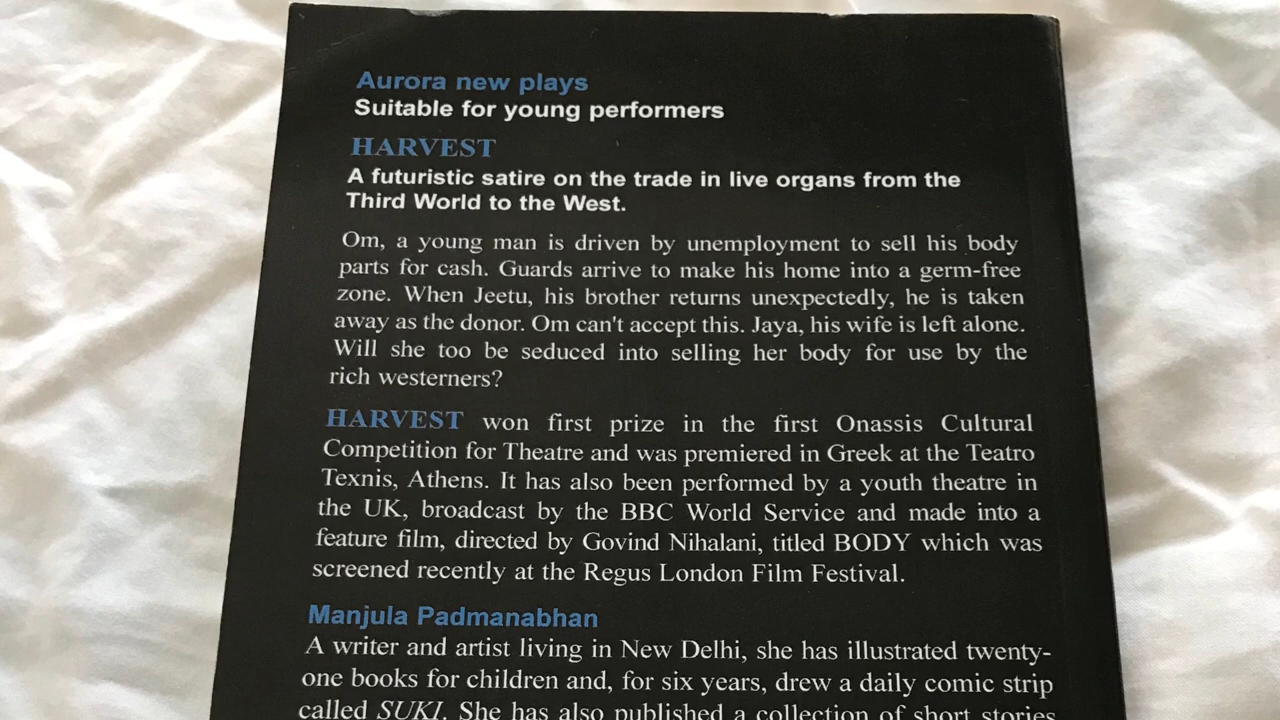 Aurora new plays
Suitable for young performers
HARVEST
A futuristic satire on the trade in live organs from the
Third World to the West.
Om, a young man is driven by unemployment to sell his body
parts for cash. Guards arrive to make his home into a germ-free
zone. When Jeetu, his brother returns unexpectedly, he is taken
away as the donor. Om can't accept this. Jaya, his wife is left alone.
Will she too be seduced into selling her body for use by the
rich westerners?
HARVEST won first prize in the first Onassis Cultural
Competition for Theatre and was premiered in Greek at the Teatro
Texnis, Athens. It has also been performed by a youth theatre in
the UK, broadcast by the BBC World Service and made into a
feature film, directed by Govind Nihalani, titled BODY which was
screened recently at the Regus London Film Festival.
Manjula Padmanabhan
A writer and artist living in New Delhi, she has illustrated twenty-
one books for children and, for six years, drew a daily comic strip
called SUKI. She has also published a collection of short stories